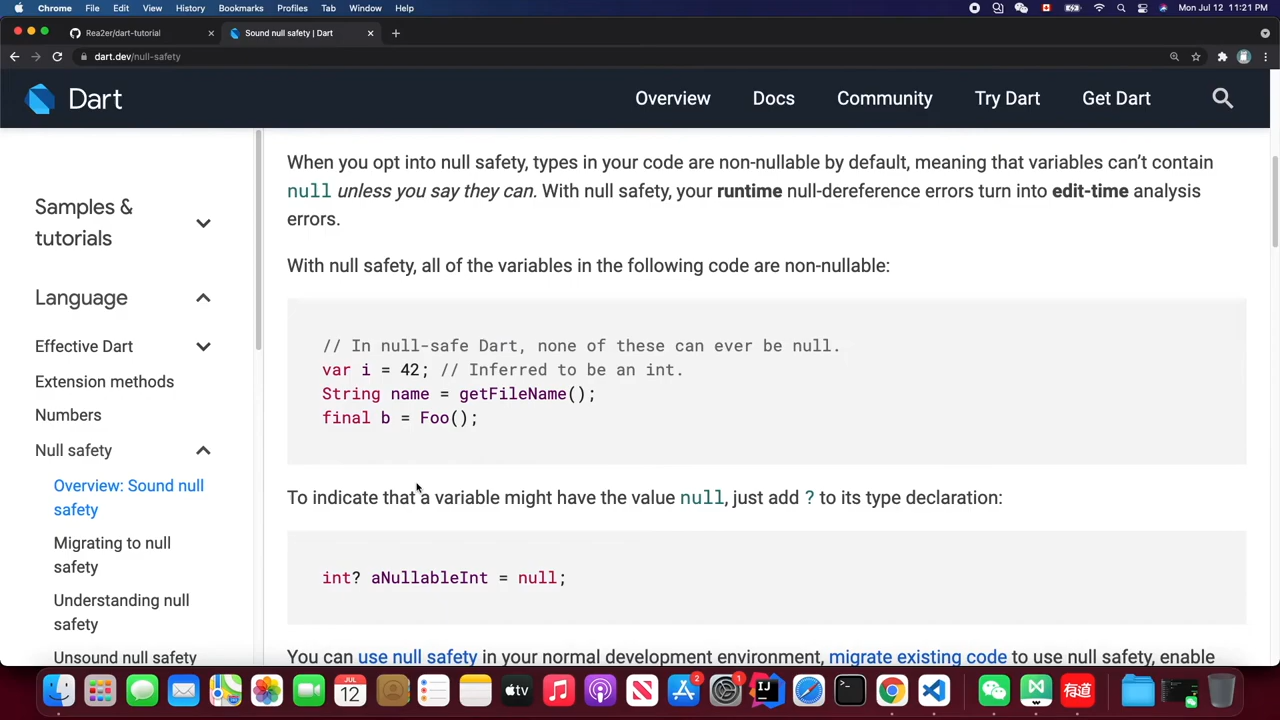 Chrome File Edit View History Bookmarks Profiles Tab Window Help Mon Jul 12 11:21 PM
Rea2er/dart-tutorial
Sound null safety | Dart
dart.dev/null-safety
Dart
Overview Docs Community Try Dart Get Dart
Samples &
tutorials
Language
Effective Dart
Extension methods
Numbers
Null safety
Overview: Sound null
safety
Migrating to null
safety
Understanding null
safety
Unsound null safety
When you opt into null safety, types in your code are non-nullable by default, meaning that variables can’t contain
null unless you say they can. With null safety, your runtime null-dereference errors turn into edit-time analysis
errors.
With null safety, all of the variables in the following code are non-nullable:
// In null-safe Dart, none of these can ever be null.
var i = 42; // Inferred to be an int.
String name = getFileName();
final b = Foo();
To indicate that a variable might have the value null, just add ? to its type declaration:
int? aNullableInt = null;
You can use null safety in your normal development environment, migrate existing code to use null safety, enable
JUL
12
tv
2
1
IJ
有道